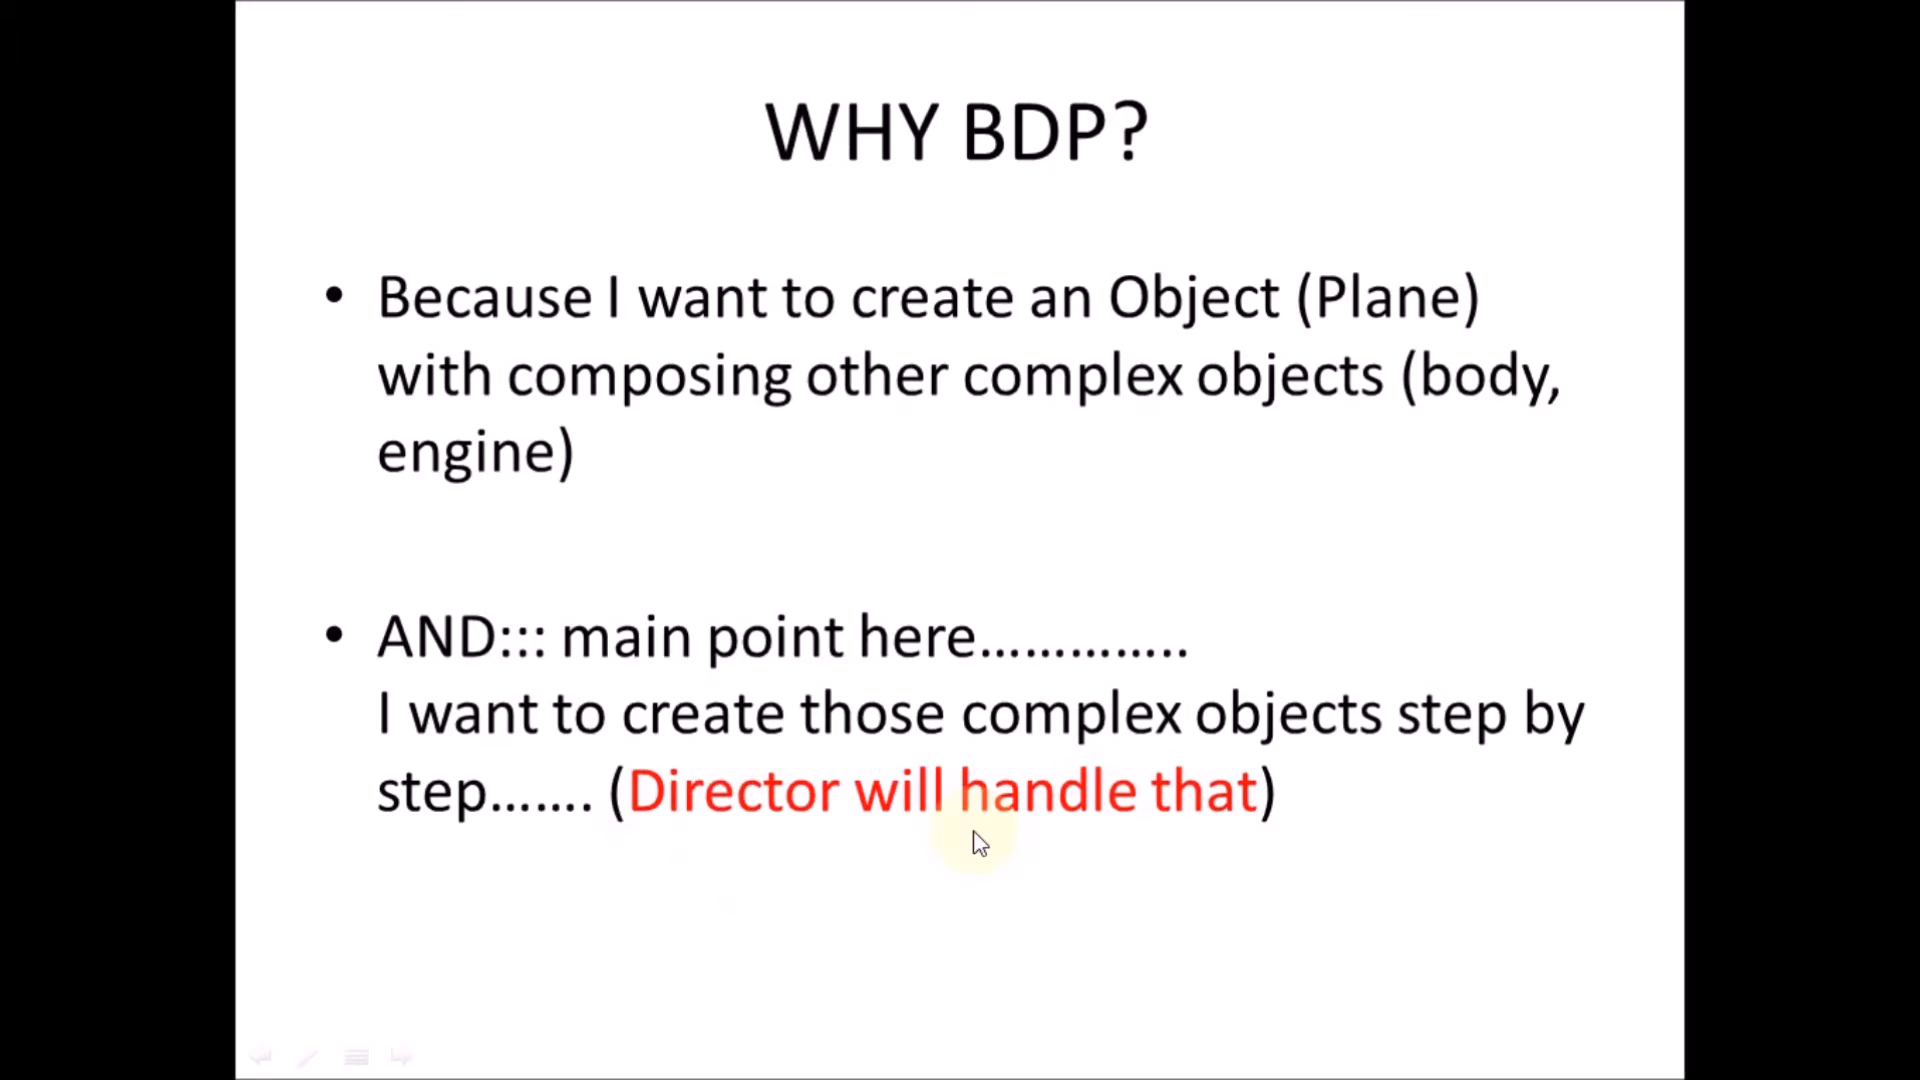 WHY BDP?
• Because I want to create an Object (Plane)
with composing other complex objects (body,
engine)
• AND::: main point here…………..
I want to create those complex objects step by
step……. (Director will handle that)